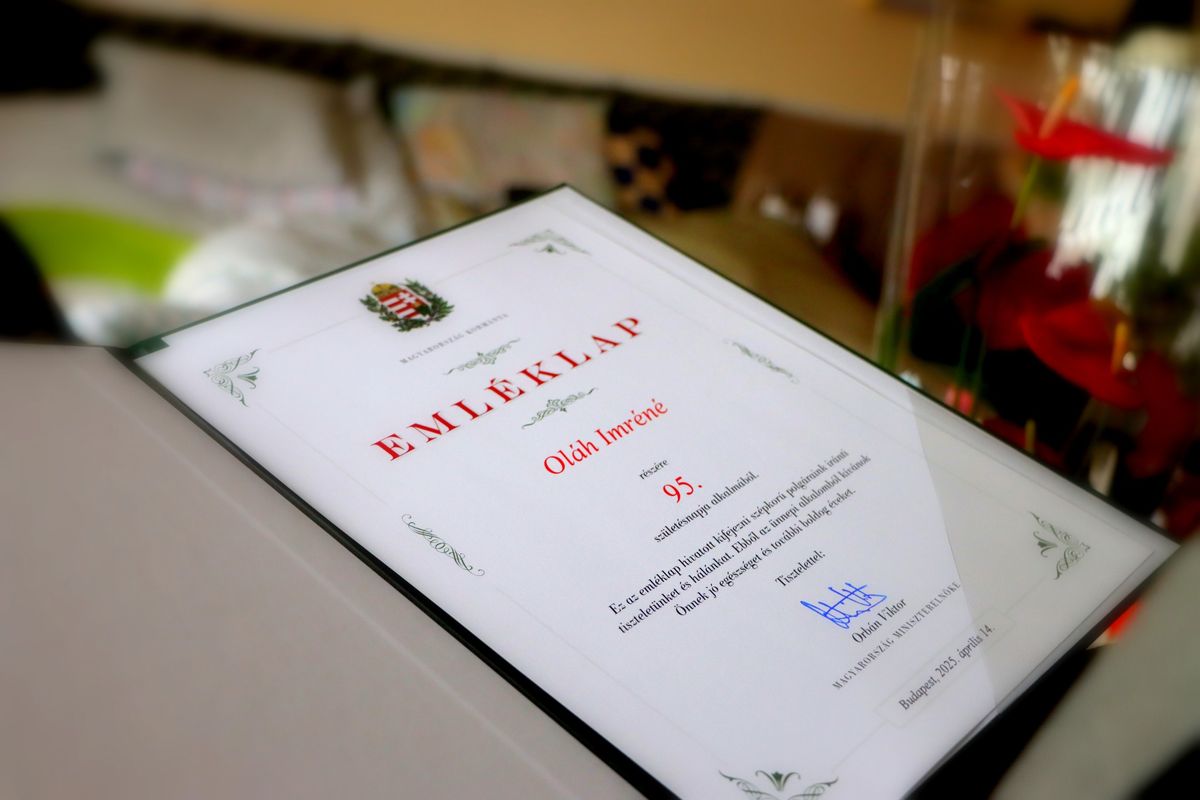 MAGYARORSZÁG KORMÁNYA
EMLÉKLAP
Oláh Imréné
részére
95.
születésnapja alkalmából.
Ez az emléklap hivatott kifejezni szépkorú polgáraink iránti
tiszteletünket és hálánkat. Ebből az ünnepi alkalomból kívánok
Önnek jó egészséget és további boldog éveket.
Tisztelettel:
Orbán Viktor
MAGYARORSZÁG MINISZTERELNÖKE
Budapest, 2025. április 14.